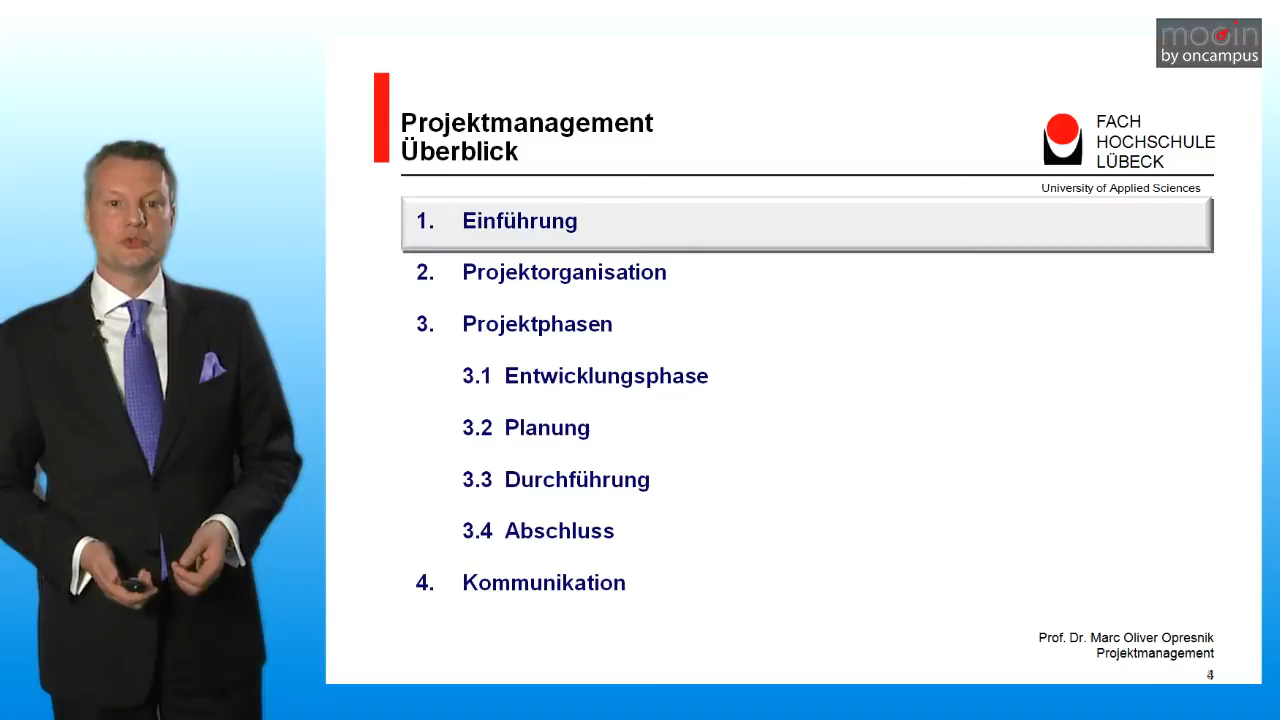 mooin
by oncampus
Projektmanagement
Überblick
FACH
HOCHSCHULE
LÜBECK
University of Applied Sciences
1. Einführung
2. Projektorganisation
3. Projektphasen
3.1 Entwicklungsphase
3.2 Planung
3.3 Durchführung
3.4 Abschluss
4. Kommunikation
Prof. Dr. Marc Oliver Opresnik
Projektmanagement